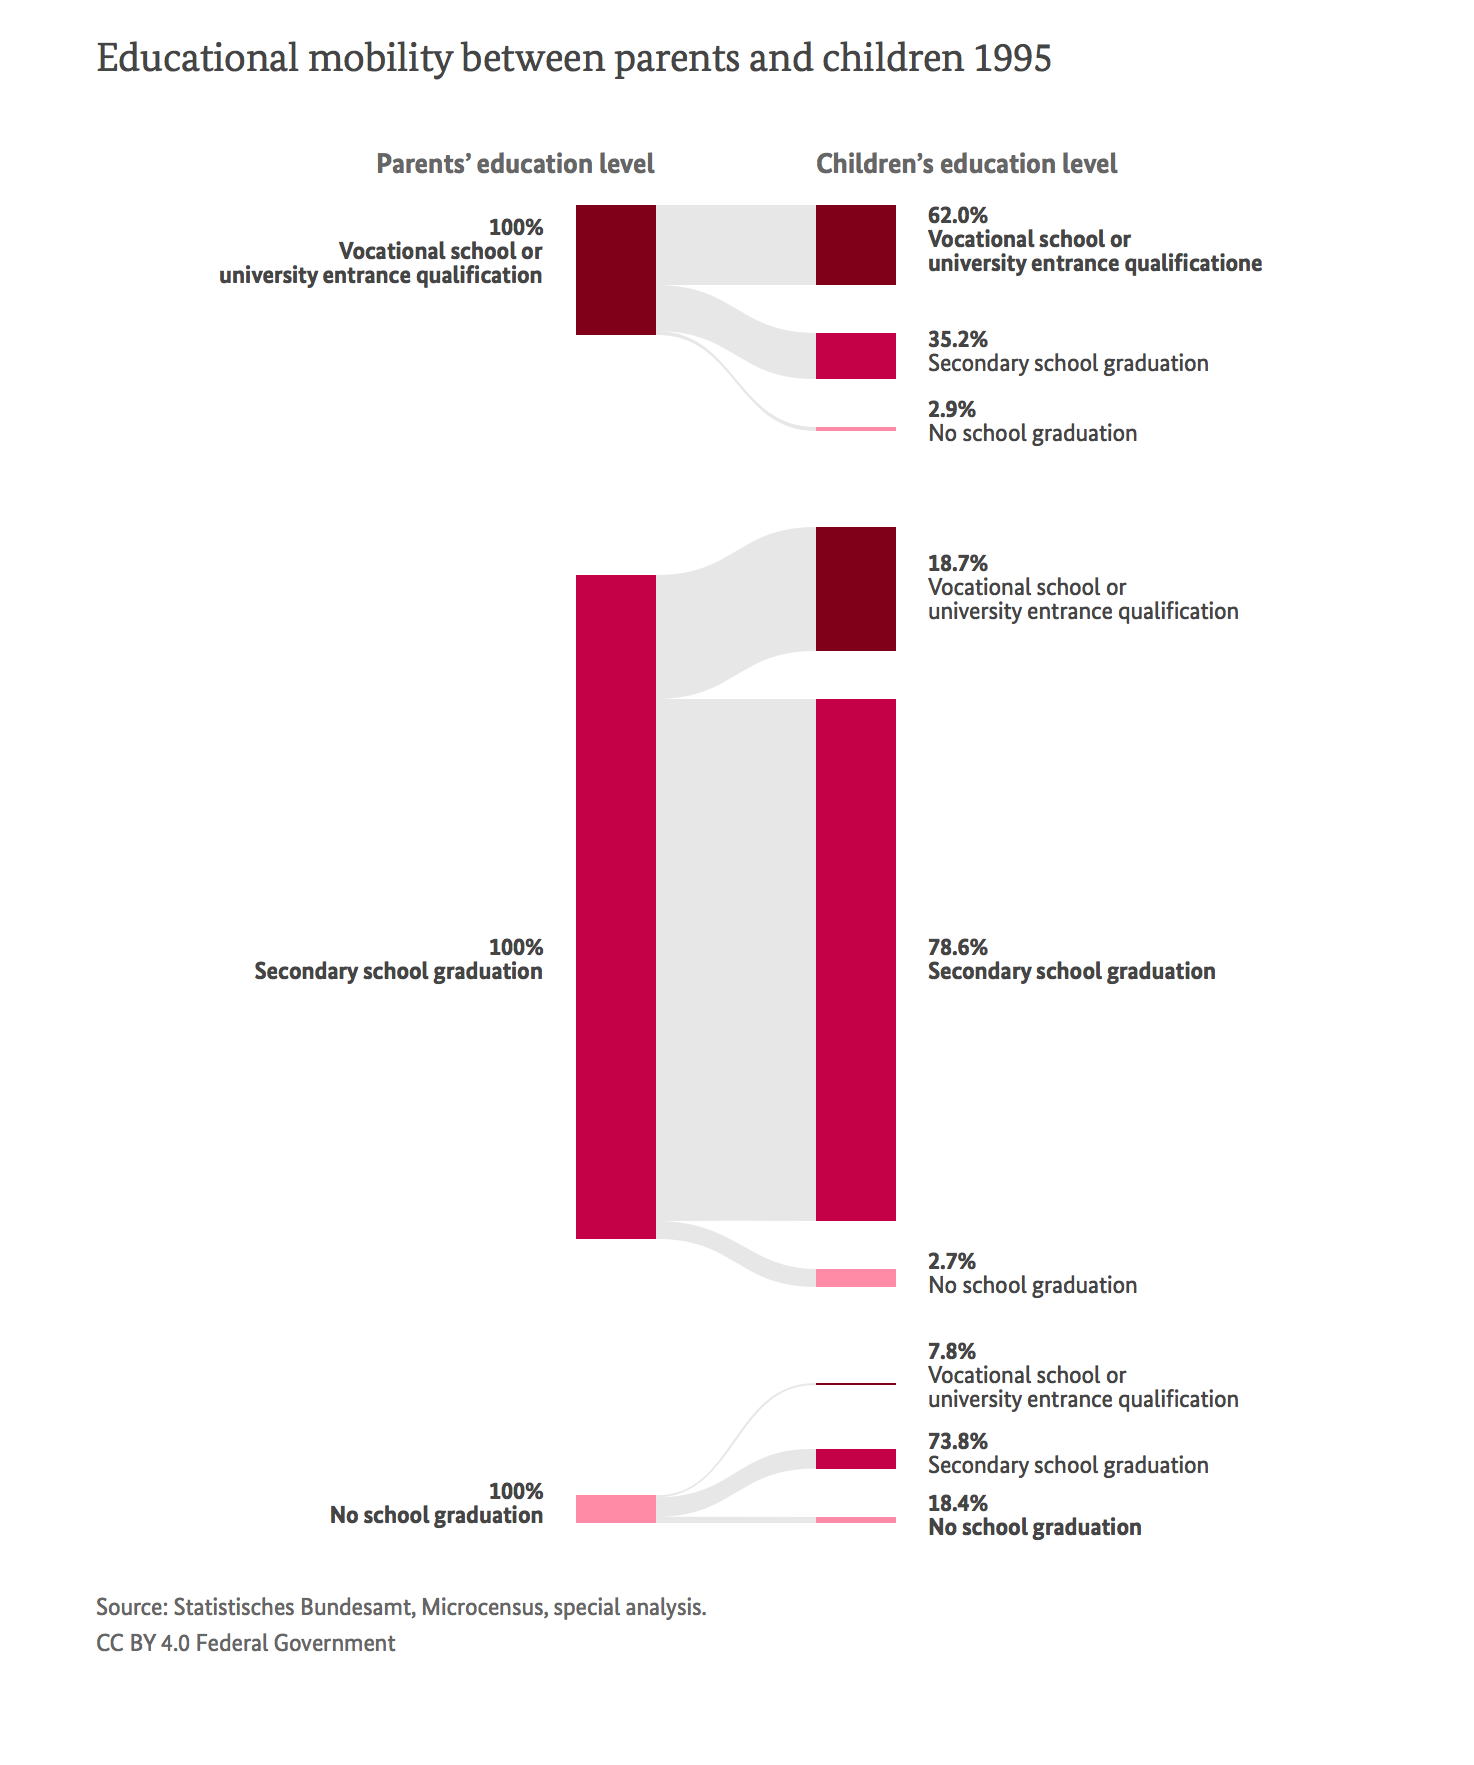 Educational mobility between parents and children 1995
Parents’ education level
Children’s education level
100%
Vocational school or
university entrance qualification
62.0%
Vocational school or
university entrance qualificatione
35.2%
Secondary school graduation
2.9%
No school graduation
18.7%
Vocational school or
university entrance qualification
100%
Secondary school graduation
78.6%
Secondary school graduation
2.7%
No school graduation
7.8%
Vocational school or
university entrance qualification
73.8%
Secondary school graduation
100%
No school graduation
18.4%
No school graduation
Source: Statistisches Bundesamt, Microcensus, special analysis.
CC BY 4.0 Federal Government